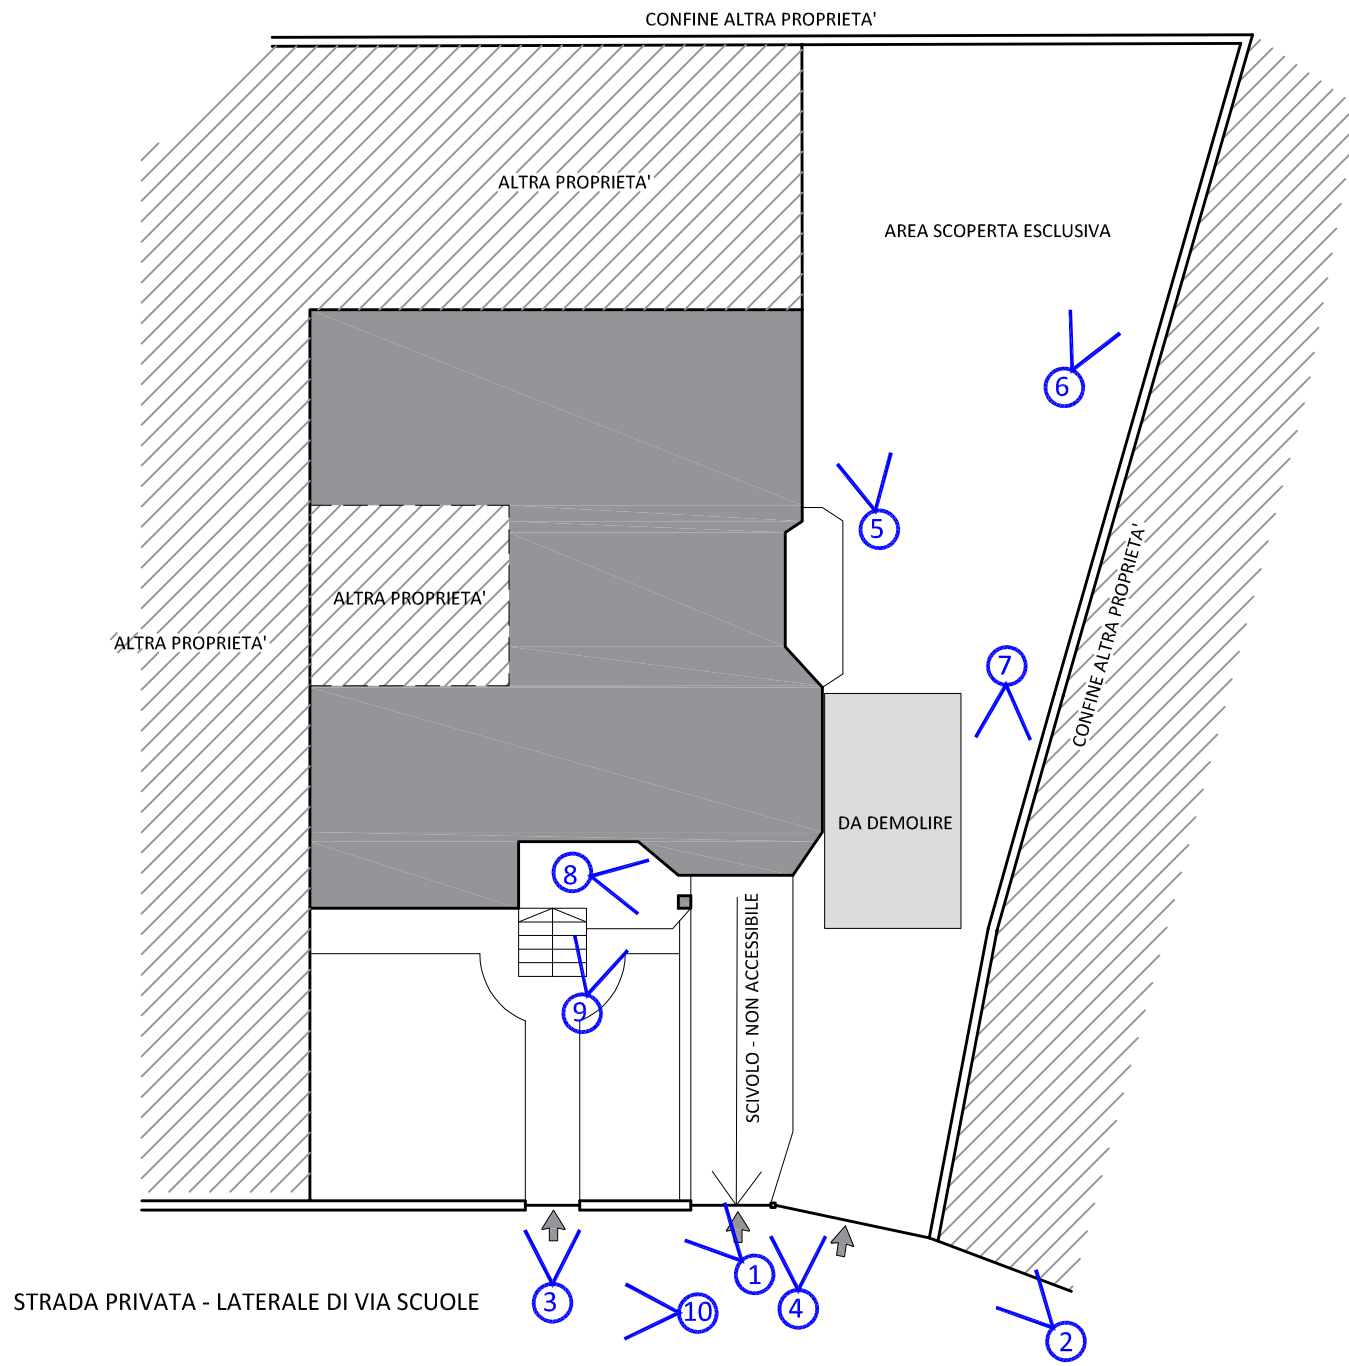 CONFINE ALTRA PROPRIETA'
ALTRA PROPRIETA'
AREA SCOPERTA ESCLUSIVA
6
5
ALTRA PROPRIETA'
ALTRA PROPRIETA'
CONFINE ALTRA PROPRIETA'
7
DA DEMOLIRE
8
SCIVOLO - NON ACCESSIBILE
9
1
3
4
10
STRADA PRIVATA - LATERALE DI VIA SCUOLE
2